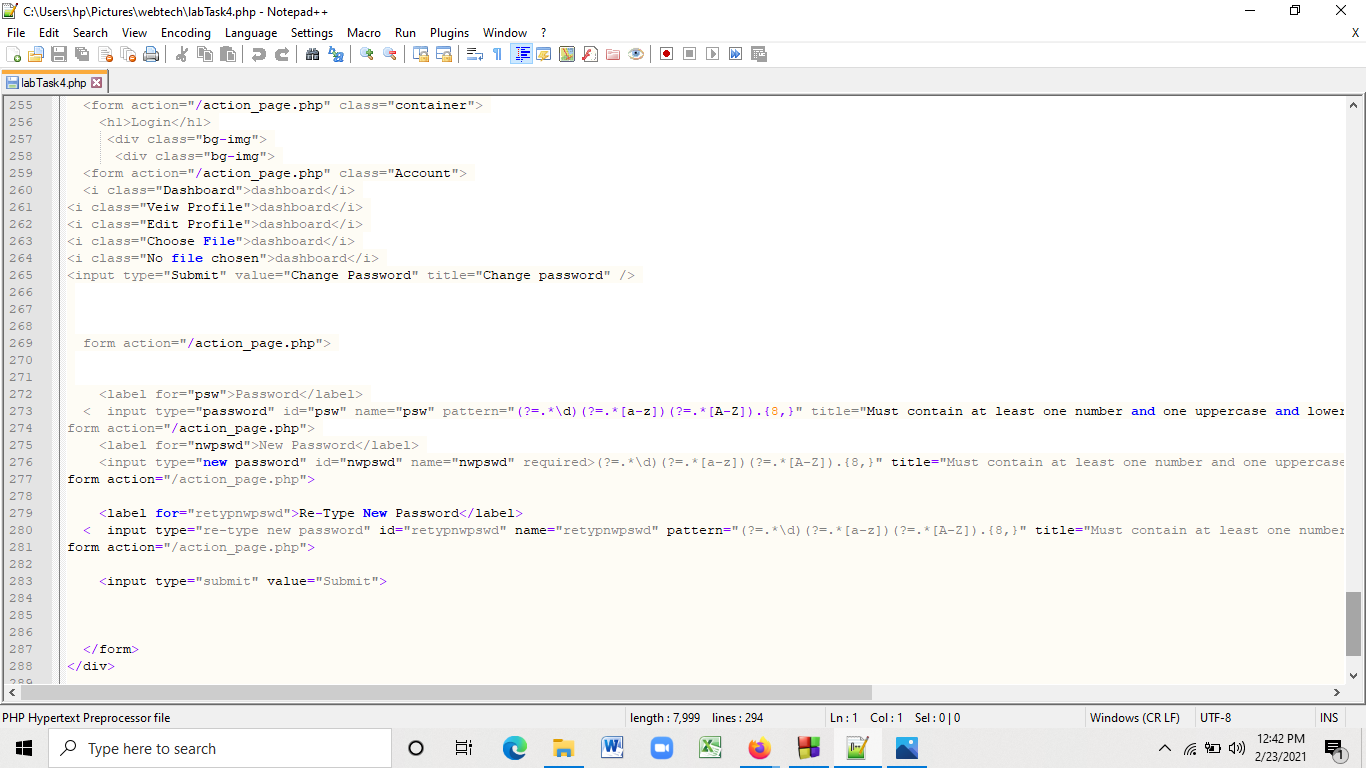 C:\Users\hp\Pictures\webtech\labTask4.php - Notepad++
File Edit Search View Encoding Language Settings Macro Run Plugins Window ? X
labTask4.php
255 <form action="/action_page.php" class="container">
256 <h1>Login</h1>
257 <div class="bg-img">
258 <div class="bg-img">
259 <form action="/action_page.php" class="Account">
260 <i class="Dashboard">dashboard</i>
261 <i class="Veiw Profile">dashboard</i>
262 <i class="Edit Profile">dashboard</i>
263 <i class="Choose File">dashboard</i>
264 <i class="No file chosen">dashboard</i>
265 <input type="Submit" value="Change Password" title="Change password" />
266
267
268
269 form action="/action_page.php">
270
271
272 <label for="psw">Password</label>
273 < input type="password" id="psw" name="psw" pattern="(?=.*\d)(?=.*[a-z])(?=.*[A-Z]).{8,}" title="Must contain at least one number and one uppercase and lower
274 form action="/action_page.php">
275 <label for="nwpswd">New Password</label>
276 <input type="new password" id="nwpswd" name="nwpswd" required>(?=.*\d)(?=.*[a-z])(?=.*[A-Z]).{8,}" title="Must contain at least one number and one uppercase
277 form action="/action_page.php">
278
279 <label for="retypnwpswd">Re-Type New Password</label>
280 < input type="re-type new password" id="retypnwpswd" name="retypnwpswd" pattern="(?=.*\d)(?=.*[a-z])(?=.*[A-Z]).{8,}" title="Must contain at least one number
281 form action="/action_page.php">
282
283 <input type="submit" value="Submit">
284
285
286
287 </form>
288 </div>
289
PHP Hypertext Preprocessor file length : 7,999 lines : 294 Ln : 1 Col : 1 Sel : 0 | 0 Windows (CR LF) UTF-8 INS
Type here to search
12:42 PM
2/23/2021
1